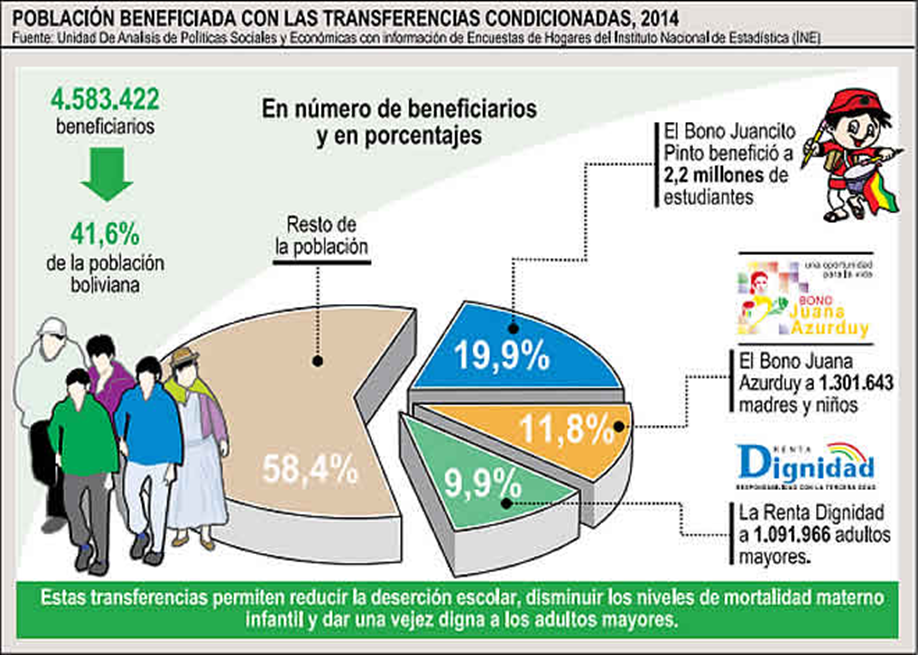 POBLACIÓN BENEFICIADA CON LAS TRANSFERENCIAS CONDICIONADAS, 2014
Fuente: Unidad De Analisis de Políticas Sociales y Económicas con información de Encuestas de Hogares del Instituto Nacional de Estadística (INE)
4.583.422
beneficiarios
41,6%
de la población
boliviana
En número de beneficiarios
y en porcentajes
Resto de
la población
58,4%
19,9%
11,8%
9,9%
El Bono Juancito
Pinto benefició a
2,2 millones de
estudiantes
una oportunidad
para la vida
BONO
Juana
Azurduy
El Bono Juana
Azurduy a 1.301.643
madres y niños
RENTA
Dignidad
RESPONSABILIDAD CON LA TERCERA EDAD
La Renta Dignidad
a 1.091.966 adultos
mayores.
Estas transferencias permiten reducir la deserción escolar, disminuir los niveles de mortalidad materno
infantil y dar una vejez digna a los adultos mayores.